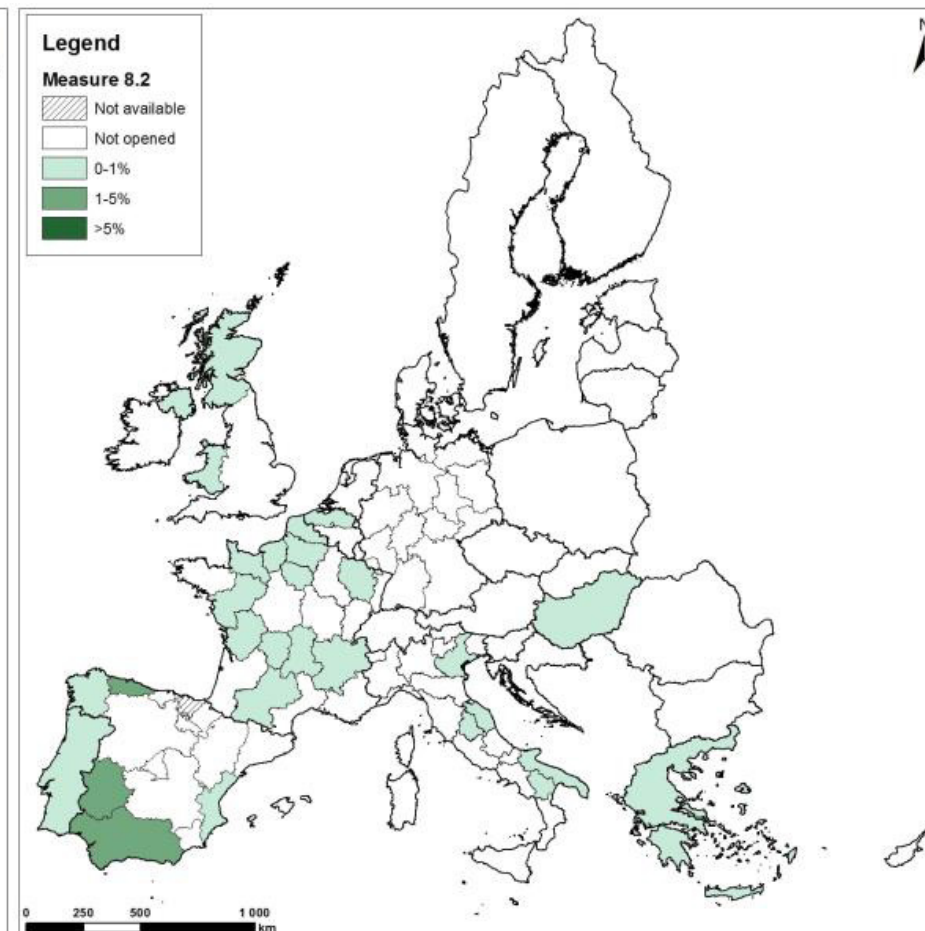 Legend
Measure 8.2
Not available
Not opened
0-1%
1-5%
>5%
N
0 250 500 1 000
km